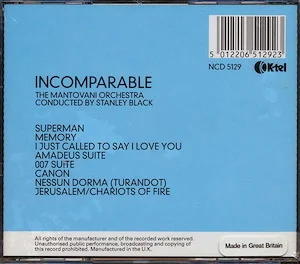 5 012206 512923
NCD 5129
K-tel
INCOMPARABLE
THE MANTOVANI ORCHESTRA
CONDUCTED BY STANLEY BLACK
SUPERMAN
MEMORY
I JUST CALLED TO SAY I LOVE YOU
AMADEUS SUITE
007 SUITE
CANON
NESSUN DORMA (TURANDOT)
JERUSALEM/CHARIOTS OF FIRE
All rights of the manufacturer and of the recorded work reserved.
Unauthorised public performance, broadcasting and copying of
this record prohibited. Manufactured in the U.K.
Made in Great Britain